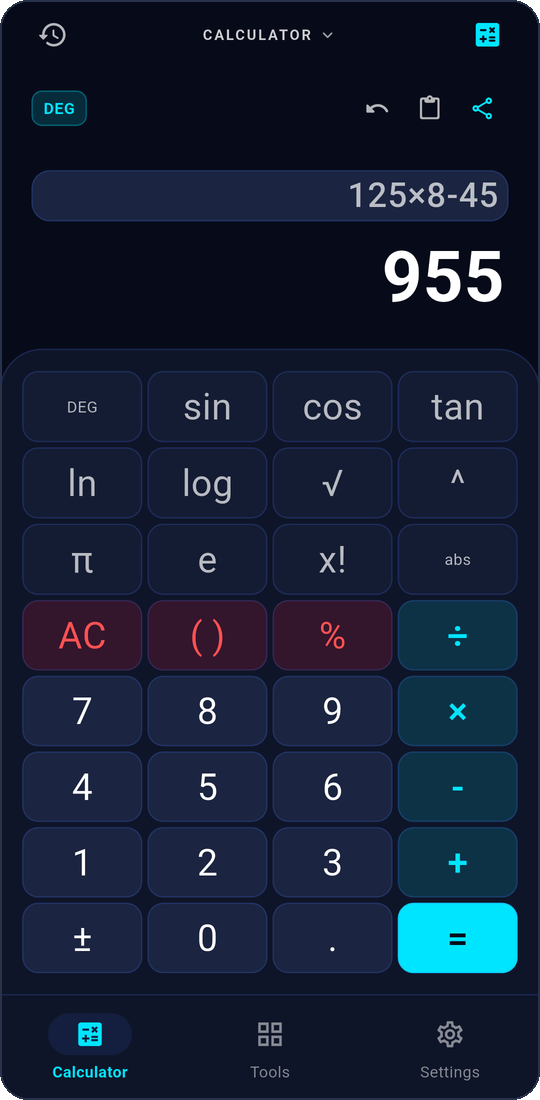 CALCULATOR
DEG
125×8-45
955
DEG sin cos tan
ln log √ ^
π e x! abs
AC ( ) % ÷
7 8 9 ×
4 5 6 -
1 2 3 +
± 0 . =
Calculator Tools Settings